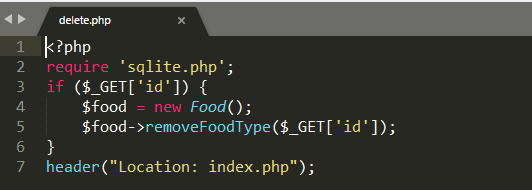 delete.php ×
1 <?php
2 require 'sqlite.php';
3 if ($_GET['id']) {
4     $food = new Food();
5     $food->removeFoodType($_GET['id']);
6 }
7 header("Location: index.php");